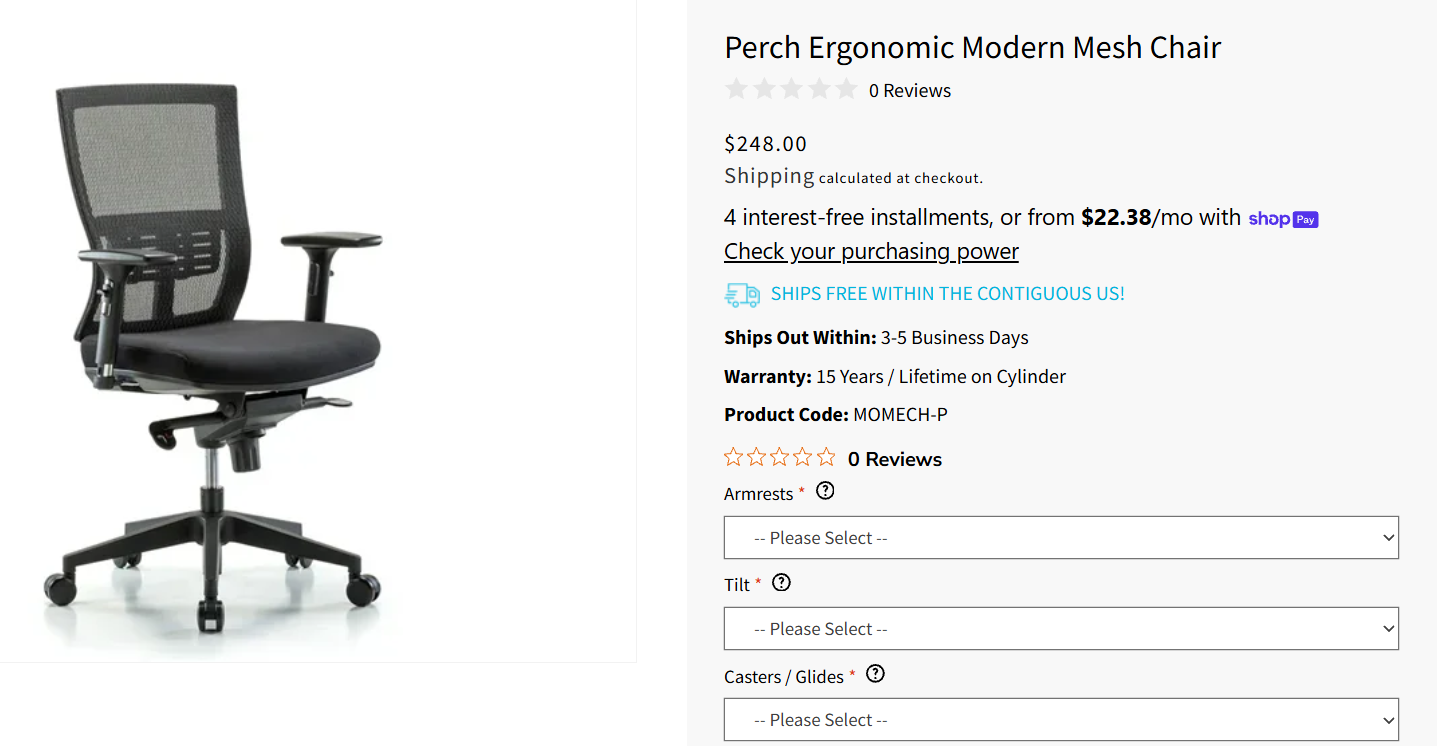 Perch Ergonomic Modern Mesh Chair
0 Reviews
$248.00
Shipping calculated at checkout.
4 interest-free installments, or from $22.38/mo with shop Pay
Check your purchasing power
SHIPS FREE WITHIN THE CONTIGUOUS US!
Ships Out Within: 3-5 Business Days
Warranty: 15 Years / Lifetime on Cylinder
Product Code: MOMECH-P
0 Reviews
Armrests * ?
-- Please Select --
Tilt * ?
-- Please Select --
Casters / Glides * ?
-- Please Select --